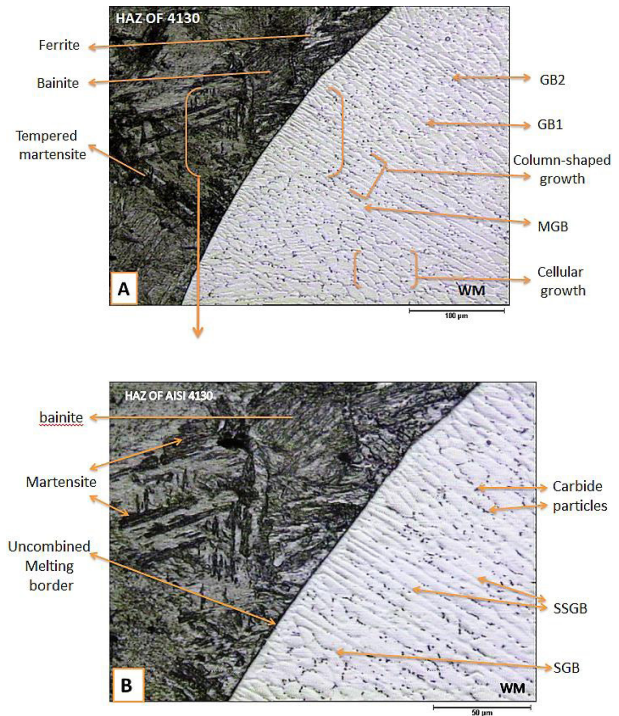 HAZ OF 4130
Ferrite
Bainite
Tempered
martensite
GB2
GB1
Column-shaped
growth
MGB
Cellular
growth
A
WM
100 µm
HAZ OF AISI 4130
bainite
Martensite
Uncombined
Melting
border
Carbide
particles
SSGB
SGB
B
WM
50 µm